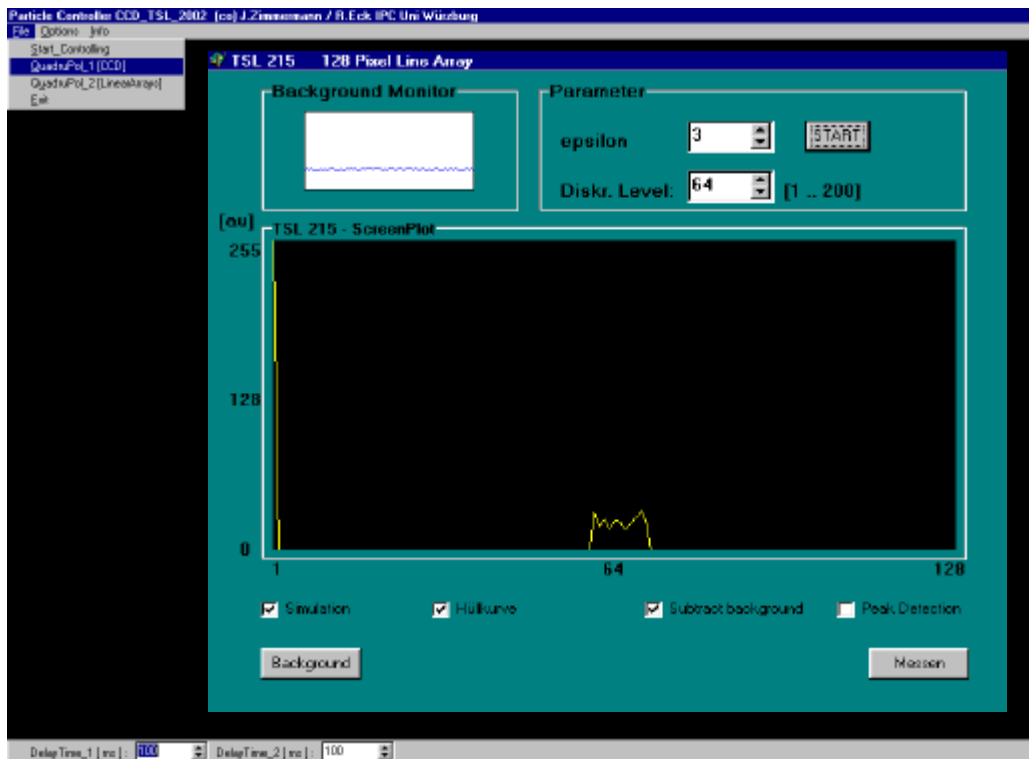 Particle Controller CCD_TSL_2002 (co) J.Zimmermann / R.Eck IPC Uni Würzburg
File Options Info
Start_Controlling
QuadruPol_1 [CCD]
QuadruPol_2 [LinearArrays]
Exit
TSL 215 128 Pixel Line Array
Background Monitor
Parameter
epsilon 3 START
Diskr. Level: 64 [1 .. 200]
[au]
TSL 215 - ScreenPlot
255
128
0
1 64 128
Simulation Hüllkurve Subtract background Peak Detection
Background Messen
DelayTime_1 [ms] : 100 DelayTime_2 [ms] : 100